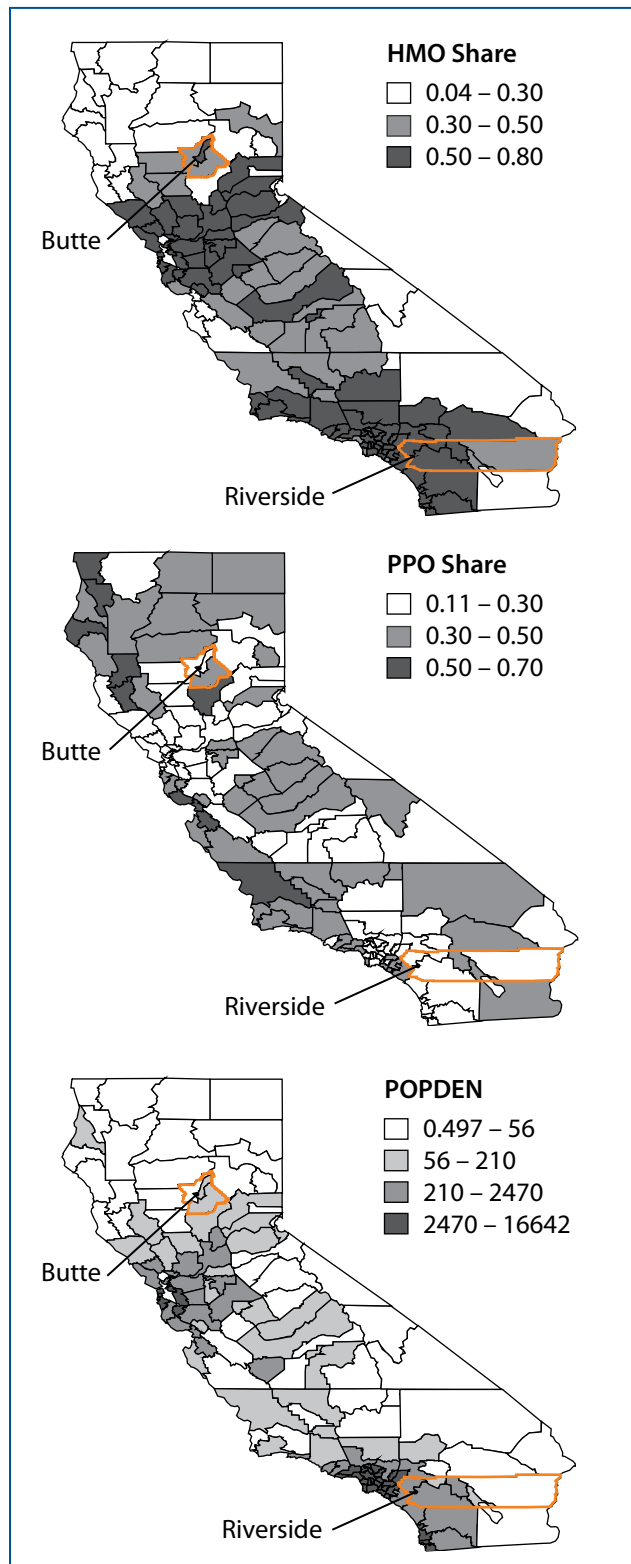 HMO Share
0.04 – 0.30
0.30 – 0.50
0.50 – 0.80
Butte
Riverside
PPO Share
0.11 – 0.30
0.30 – 0.50
0.50 – 0.70
Butte
Riverside
POPDEN
0.497 – 56
56 – 210
210 – 2470
2470 – 16642
Butte
Riverside